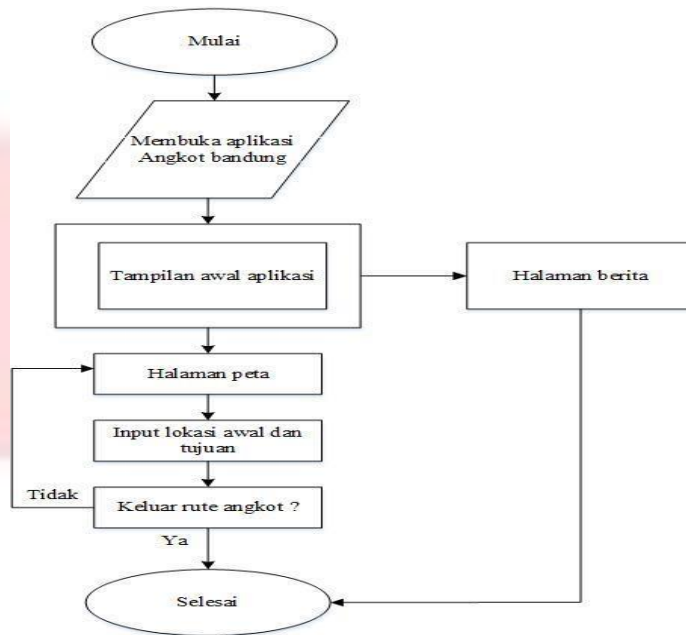 Mulai
Membuka aplikasi
Angkot bandung
Tampilan awal aplikasi
Halaman berita
Halaman peta
Input lokasi awal dan
tujuan
Tidak
Keluar rute angkot ?
Ya
Selesai